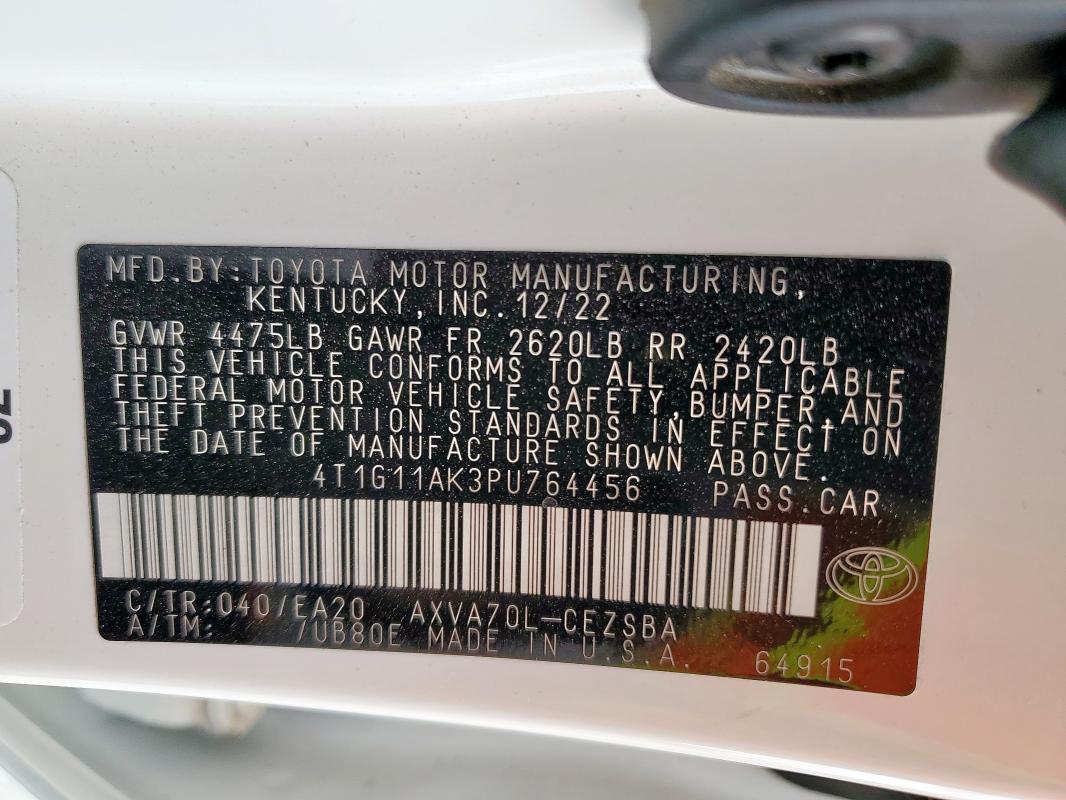 MFD.BY:TOYOTA MOTOR MANUFACTURING,
KENTUCKY,INC.12/22
GVWR 4475LB GAWR FR 2620LB RR 2420LB
THIS VEHICLE CONFORMS TO ALL APPLICABLE
FEDERAL MOTOR VEHICLE SAFETY,BUMPER,AND
THEFT PREVENTION STANDARDS IN EFFECT ON
THE DATE OF MANUFACTURE SHOWN ABOVE.
4T1G11AK3PU764456 PASS.CAR
C/TR:040/EA20 AXVA70L-CEZSBA
A/TM: /UB80E MADE IN U.S.A. 64915